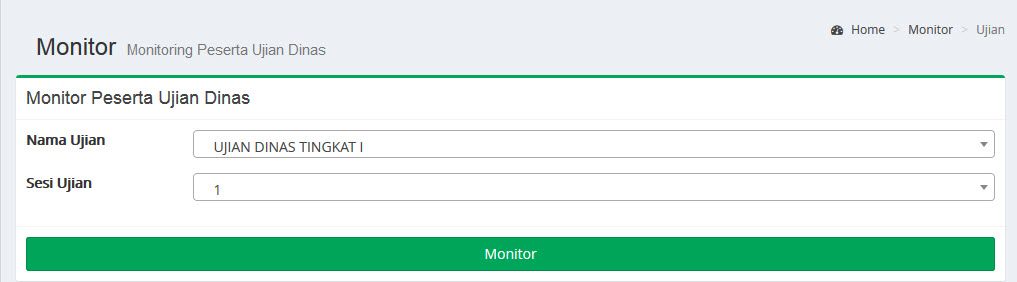 Home > Monitor > Ujian
Monitor Monitoring Peserta Ujian Dinas
Monitor Peserta Ujian Dinas
Nama Ujian UJIAN DINAS TINGKAT I
Sesi Ujian 1
Monitor